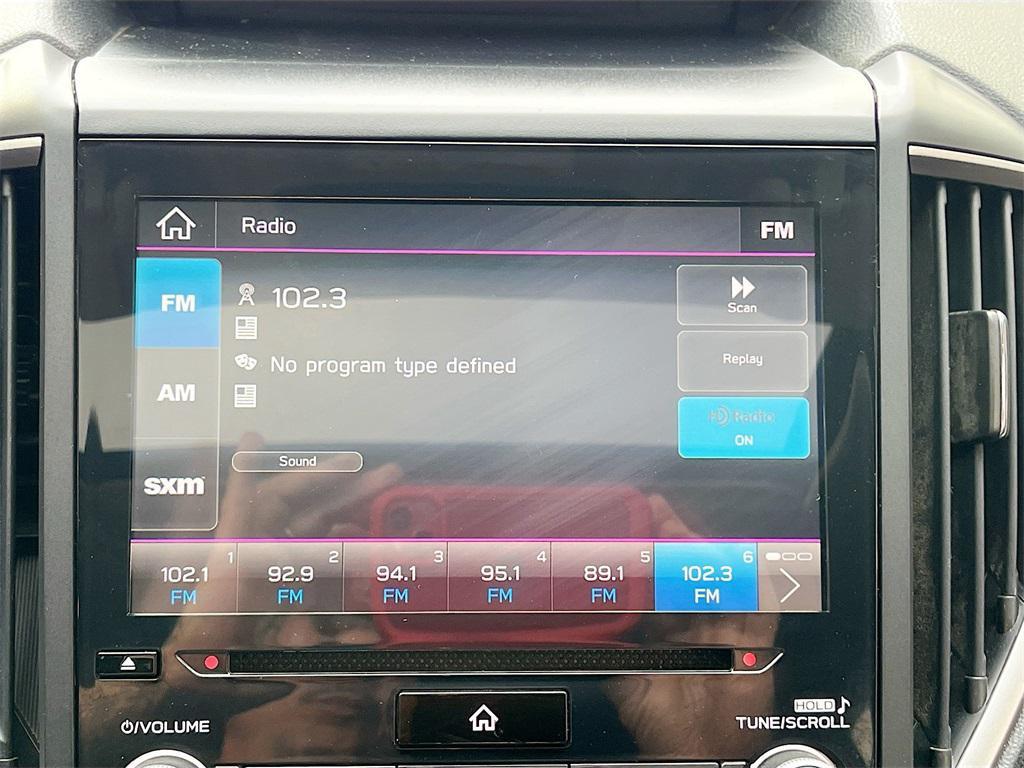 Radio
FM
FM
102.3
Scan
Replay
No program type defined
AM
HD Radio
ON
Sound
sxm
1 2 3 4 5 6
102.1 92.9 94.1 95.1 89.1 102.3
FM FM FM FM FM FM
HOLD
/VOLUME
TUNE/SCROLL